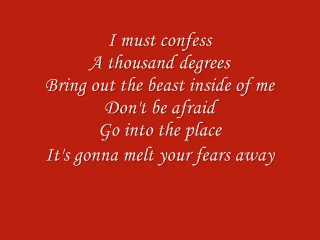 I must confess
A thousand degrees
Bring out the beast inside of me
Don't be afraid
Go into the place
It's gonna melt your fears away